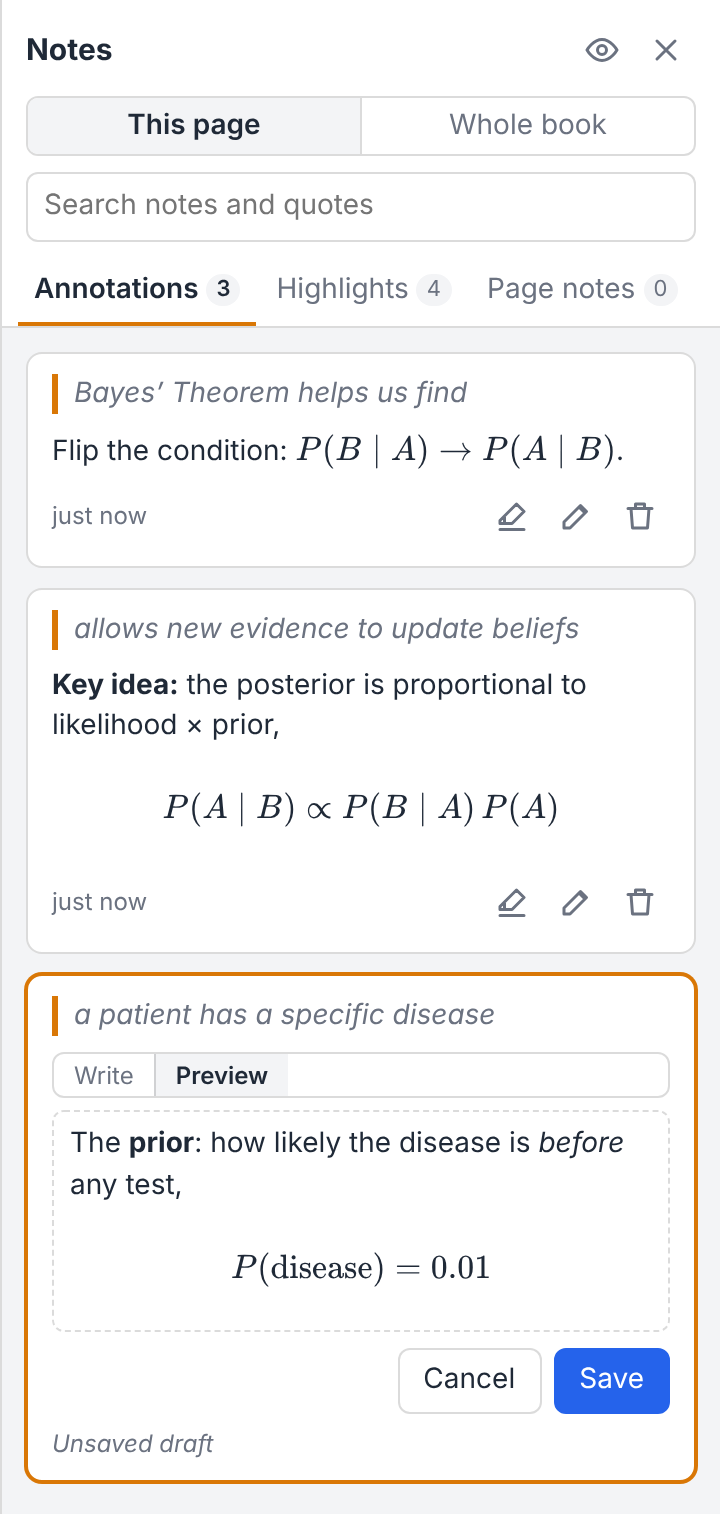 Notes
This page
Whole book
Search notes and quotes
Annotations 3
Highlights 4
Page notes 0
Bayes’ Theorem helps us find
Flip the condition: P(B | A) → P(A | B).
just now
allows new evidence to update beliefs
Key idea: the posterior is proportional to
likelihood × prior,
P(A | B) ∝ P(B | A) P(A)
just now
a patient has a specific disease
Write
Preview
The prior: how likely the disease is before
any test,
P(disease) = 0.01
Cancel
Save
Unsaved draft